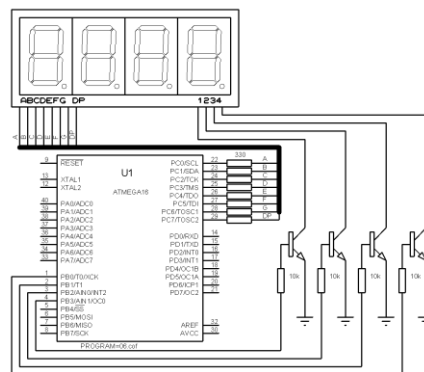 ABCDEFG DP
1234
A
B
C
D
E
F
G
DP
U1
ATMEGA16
9 RESET
13 XTAL1
12 XTAL2
40 PA0/ADC0
39 PA1/ADC1
38 PA2/ADC2
37 PA3/ADC3
36 PA4/ADC4
35 PA5/ADC5
34 PA6/ADC6
33 PA7/ADC7
1 PB0/T0/XCK
2 PB1/T1
3 PB2/AIN0/INT2
4 PB3/AIN1/OC0
5 PB4/SS
6 PB5/MOSI
7 PB6/MISO
8 PB7/SCK
330
PC0/SCL 22 A
PC1/SDA 23 B
PC2/TCK 24 C
PC3/TMS 25 D
PC4/TDO 26 E
PC5/TDI 27 F
PC6/TOSC1 28 G
PC7/TOSC2 29 DP
PD0/RXD 14
PD1/TXD 15
PD2/INT0 16
PD3/INT1 17
PD4/OC1B 18
PD5/OC1A 19
PD6/ICP1 20
PD7/OC2 21
AREF 32
AVCC 30
PROGRAM=06.cof
10k
10k
10k
10k